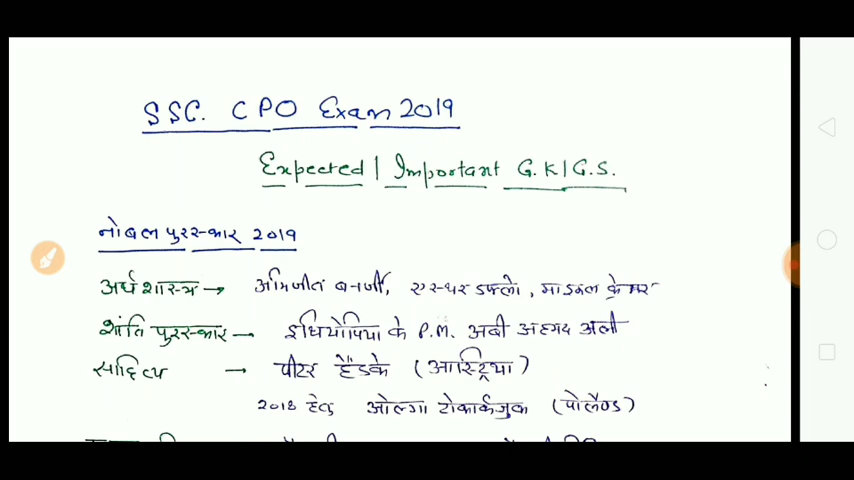 SSC. CPO Exam 2019
Expected | Important G.K/G.S.
नोबल पुरस्कार 2019
अर्थशास्त्र → अभिजीत बनर्जी, एस्थर डफ्लो, माइकल क्रेमर
शांति पुरस्कार → इथियोपिया के P.M. अबी अहमद अली
साहित्य → पीटर हैंडके (आस्ट्रिया)
2018 हेतु ओल्गा टोकार्कजुक (पोलैण्ड)